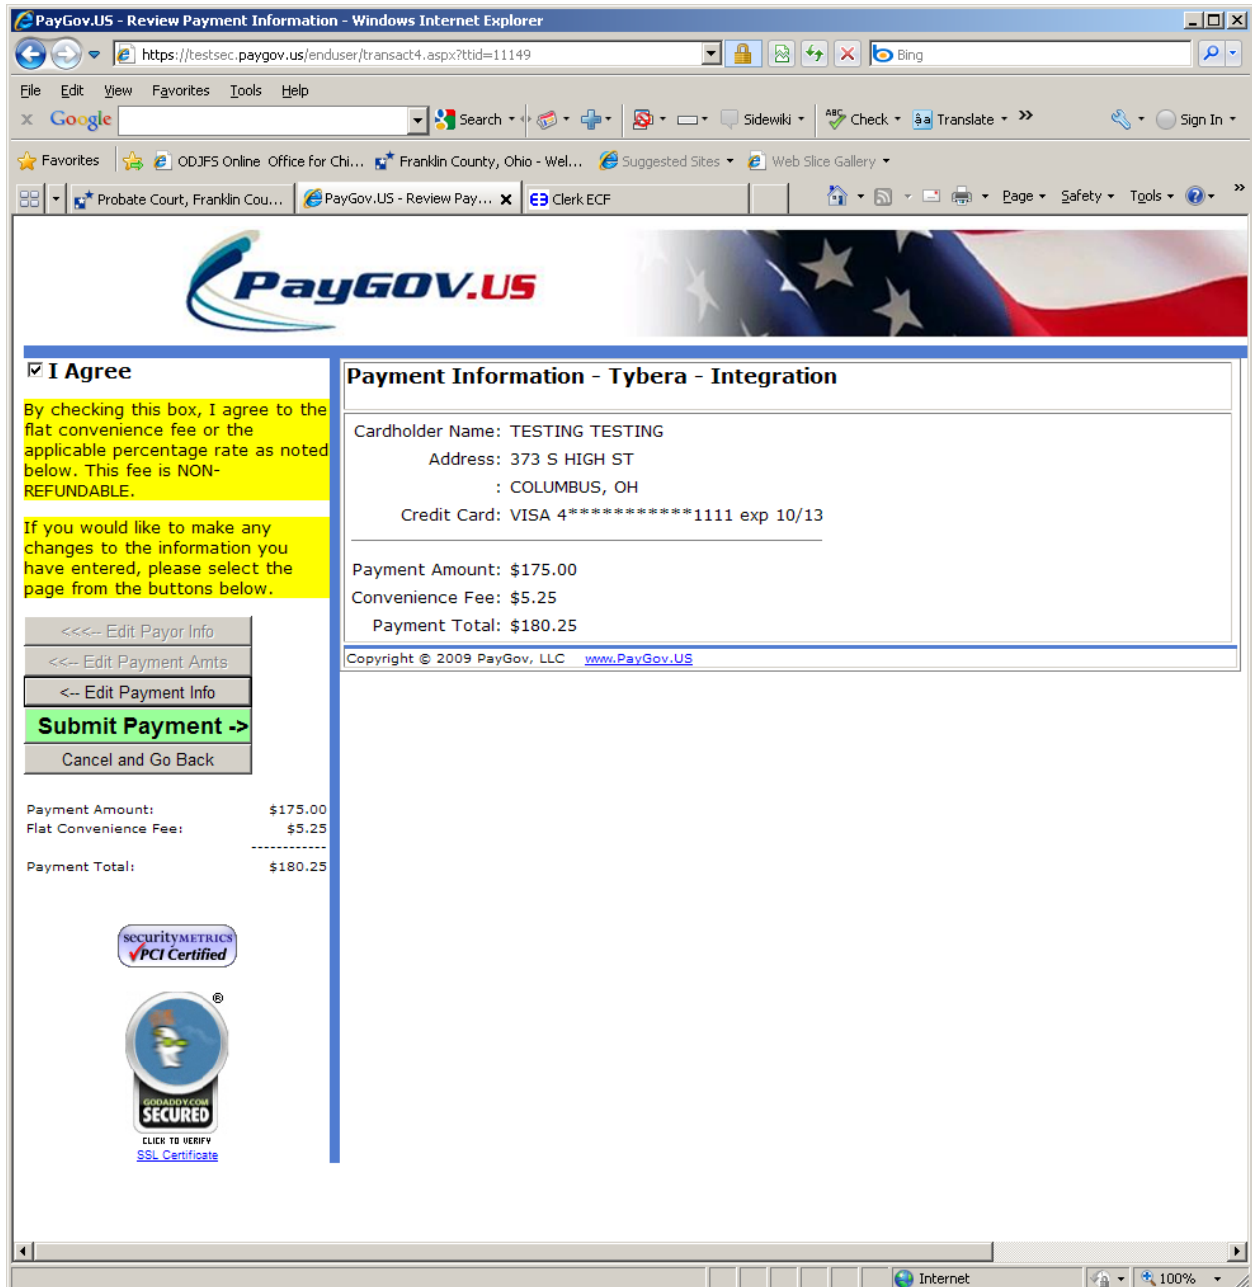 PayGov.US - Review Payment Information - Windows Internet Explorer
https://testsec.paygov.us/enduser/transact4.aspx?ttid=11149
Bing
File Edit View Favorites Tools Help
x Google Search Sidewiki ABC Check aä Translate >> Sign In
Favorites ODJFS Online Office for Chi... Franklin County, Ohio - Wel... Suggested Sites Web Slice Gallery
Probate Court, Franklin Cou... PayGov.US - Review Pay... X Clerk ECF Page Safety Tools >>
PayGOV.US
I Agree
By checking this box, I agree to the
flat convenience fee or the
applicable percentage rate as noted
below. This fee is NON-
REFUNDABLE.
If you would like to make any
changes to the information you
have entered, please select the
page from the buttons below.
<<<-- Edit Payor Info
<<-- Edit Payment Amts
<-- Edit Payment Info
Submit Payment ->
Cancel and Go Back
Payment Amount: $175.00
Flat Convenience Fee: $5.25
------------
Payment Total: $180.25
securityMETRICS
PCI Certified
®
GODADDY.COM
SECURED
CLICK TO VERIFY
SSL Certificate
Payment Information - Tybera - Integration
Cardholder Name: TESTING TESTING
Address: 373 S HIGH ST
: COLUMBUS, OH
Credit Card: VISA 4***********1111 exp 10/13
Payment Amount: $175.00
Convenience Fee: $5.25
Payment Total: $180.25
Copyright © 2009 PayGov, LLC www.PayGov.US
Internet 100%